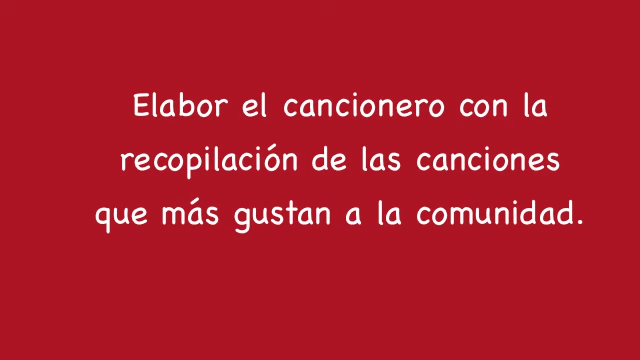 Elabor el cancionero con la
recopilación de las canciones
que más gustan a la comunidad.